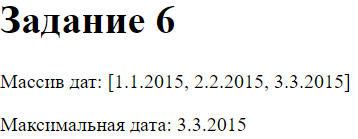 Задание 6
Массив дат: [1.1.2015, 2.2.2015, 3.3.2015]
Максимальная дата: 3.3.2015